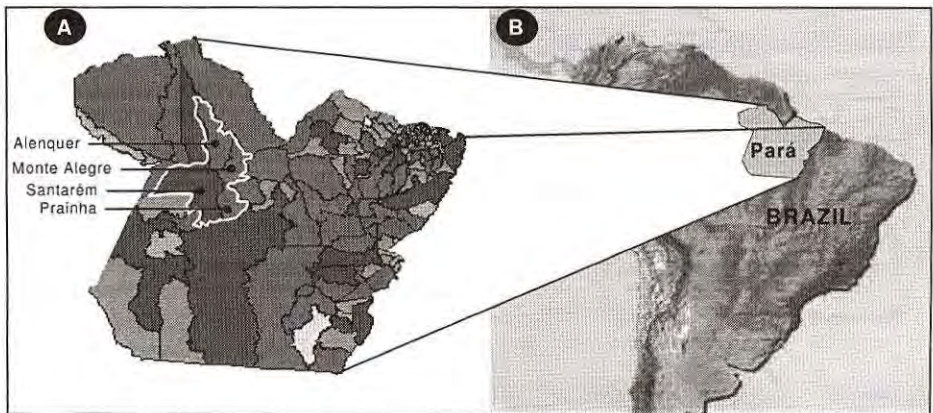 A
B
Alenquer
Monte Alegre
Santarém
Prainha
Pará
BRAZIL